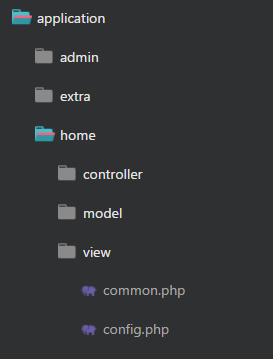 application
admin
extra
home
controller
model
view
common.php
config.php